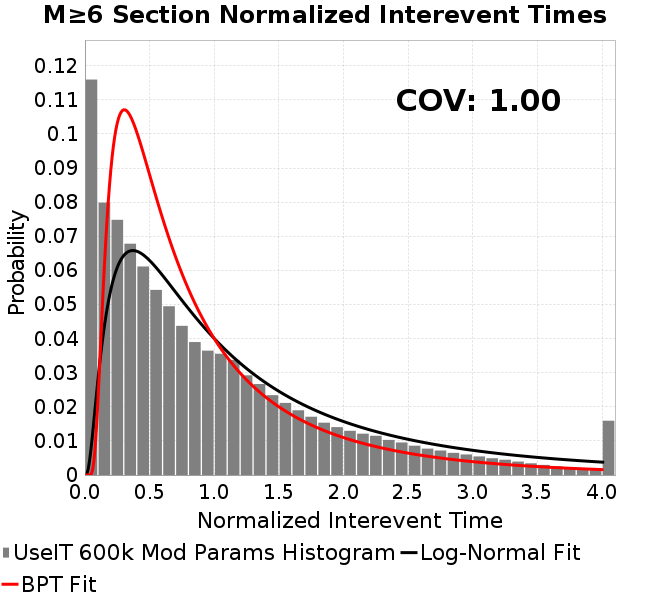 M≥6 Section Normalized Interevent Times
COV: 1.00
Probability
0.12
0.11
0.1
0.09
0.08
0.07
0.06
0.05
0.04
0.03
0.02
0.01
0
0.0 0.5 1.0 1.5 2.0 2.5 3.0 3.5 4.0
Normalized Interevent Time
UseIT 600k Mod Params Histogram Log-Normal Fit
BPT Fit